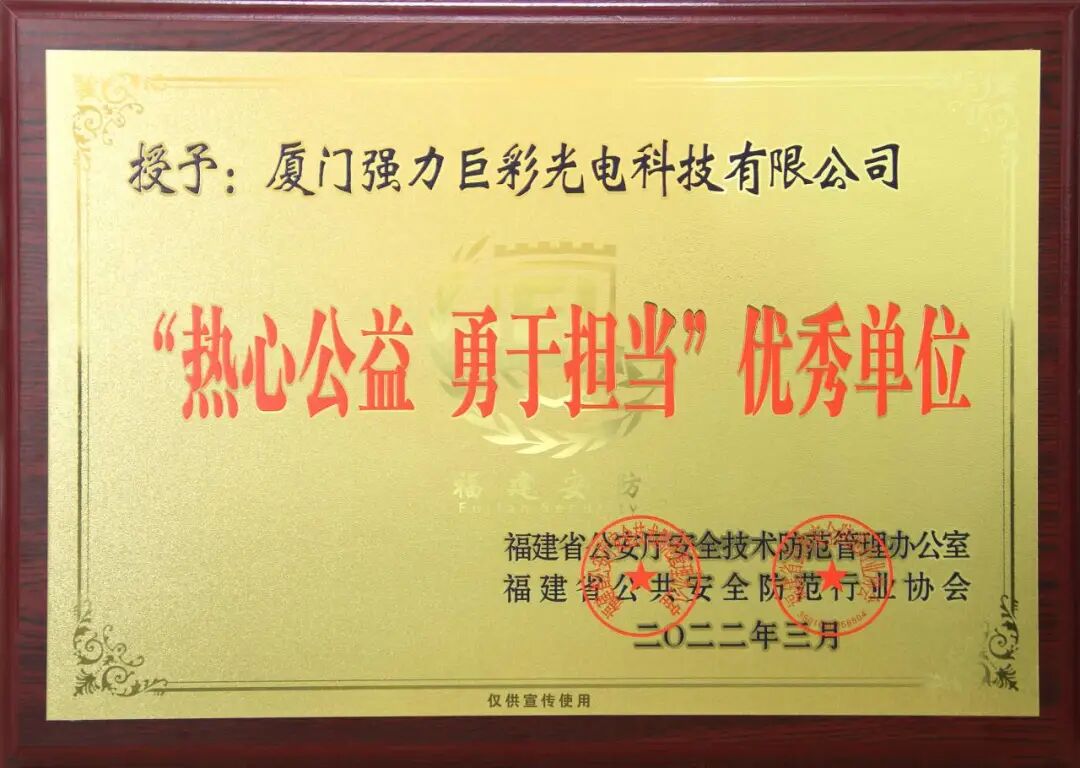 授予：厦门强力巨彩光电科技有限公司
“热心公益 勇于担当”优秀单位
福建安防
Fujian Security
福建省公安厅安全技术防范管理办公室
福建省公共安全防范行业协会
二〇二二年三月
仅供宣传使用